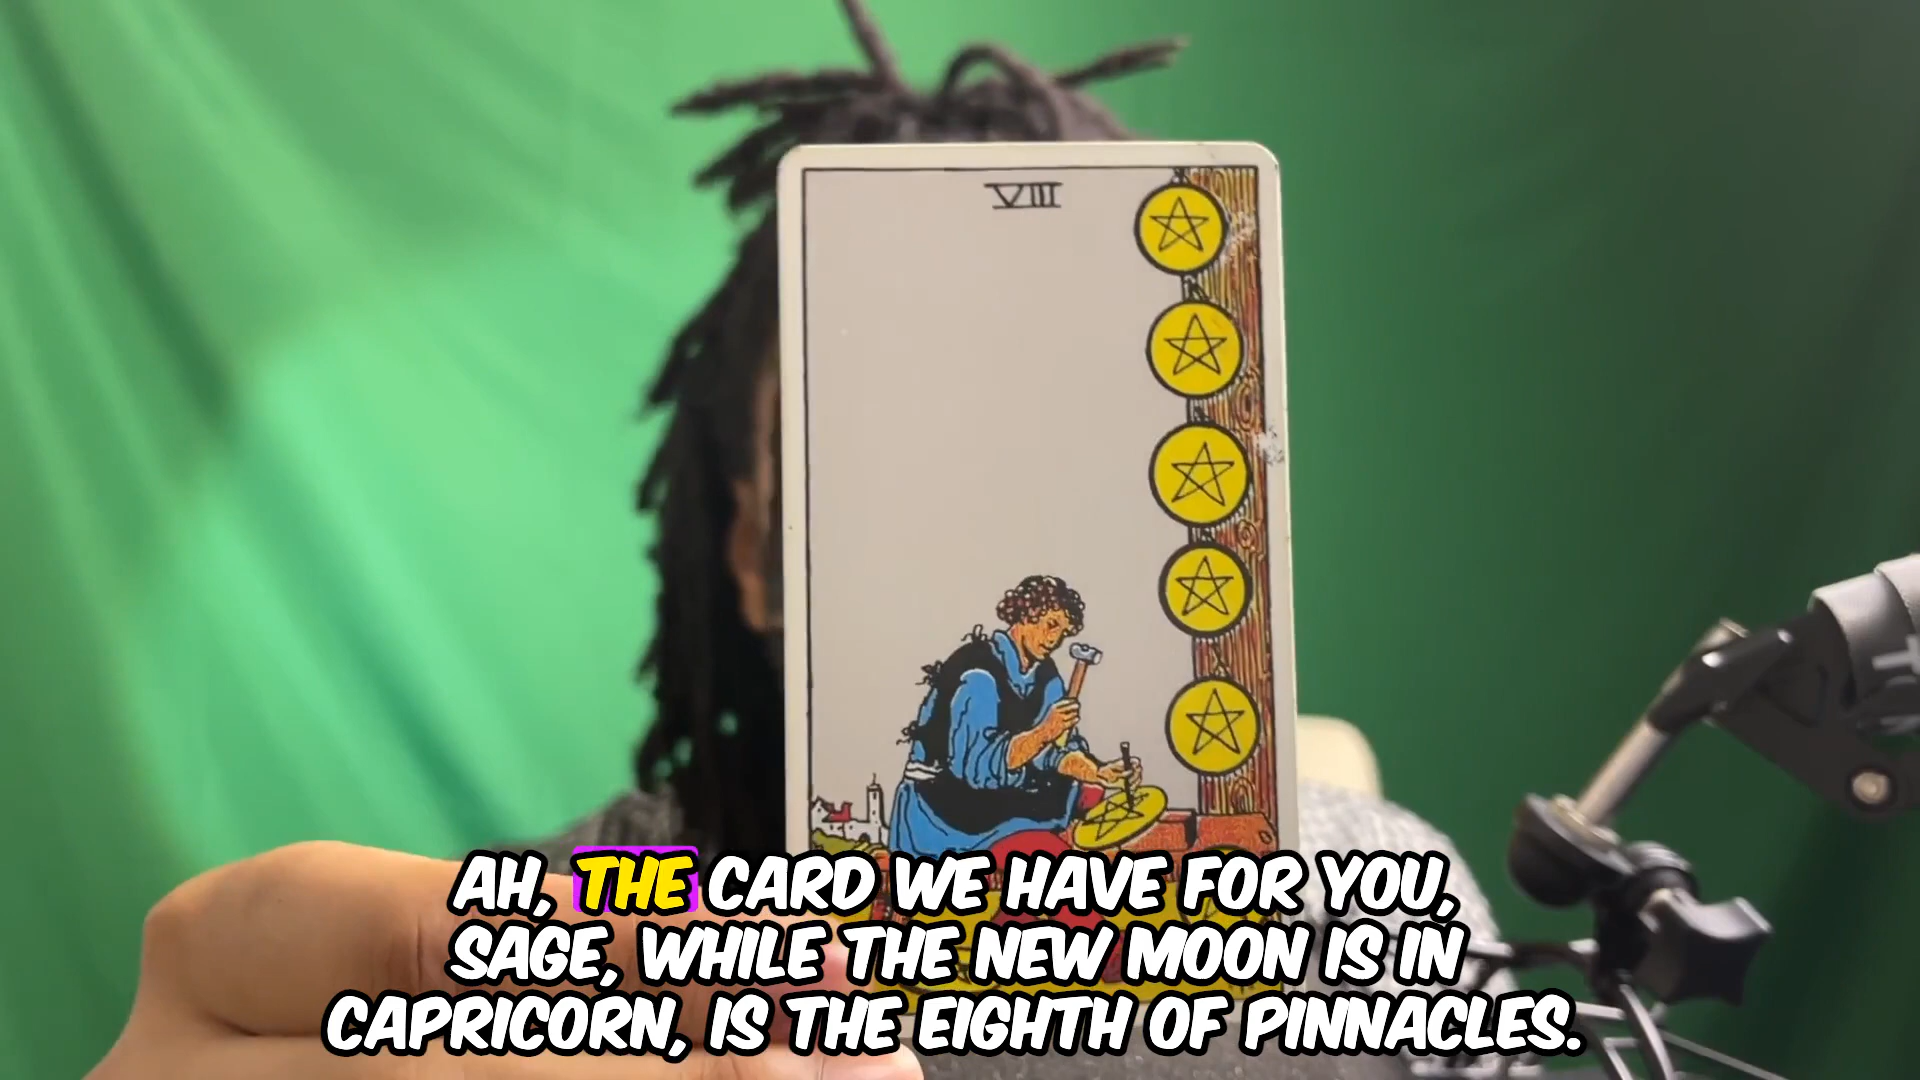 VIII
AH, THE CARD WE HAVE FOR YOU,
SAGE, WHILE THE NEW MOON IS IN
CAPRICORN, IS THE EIGHTH OF PINNACLES.